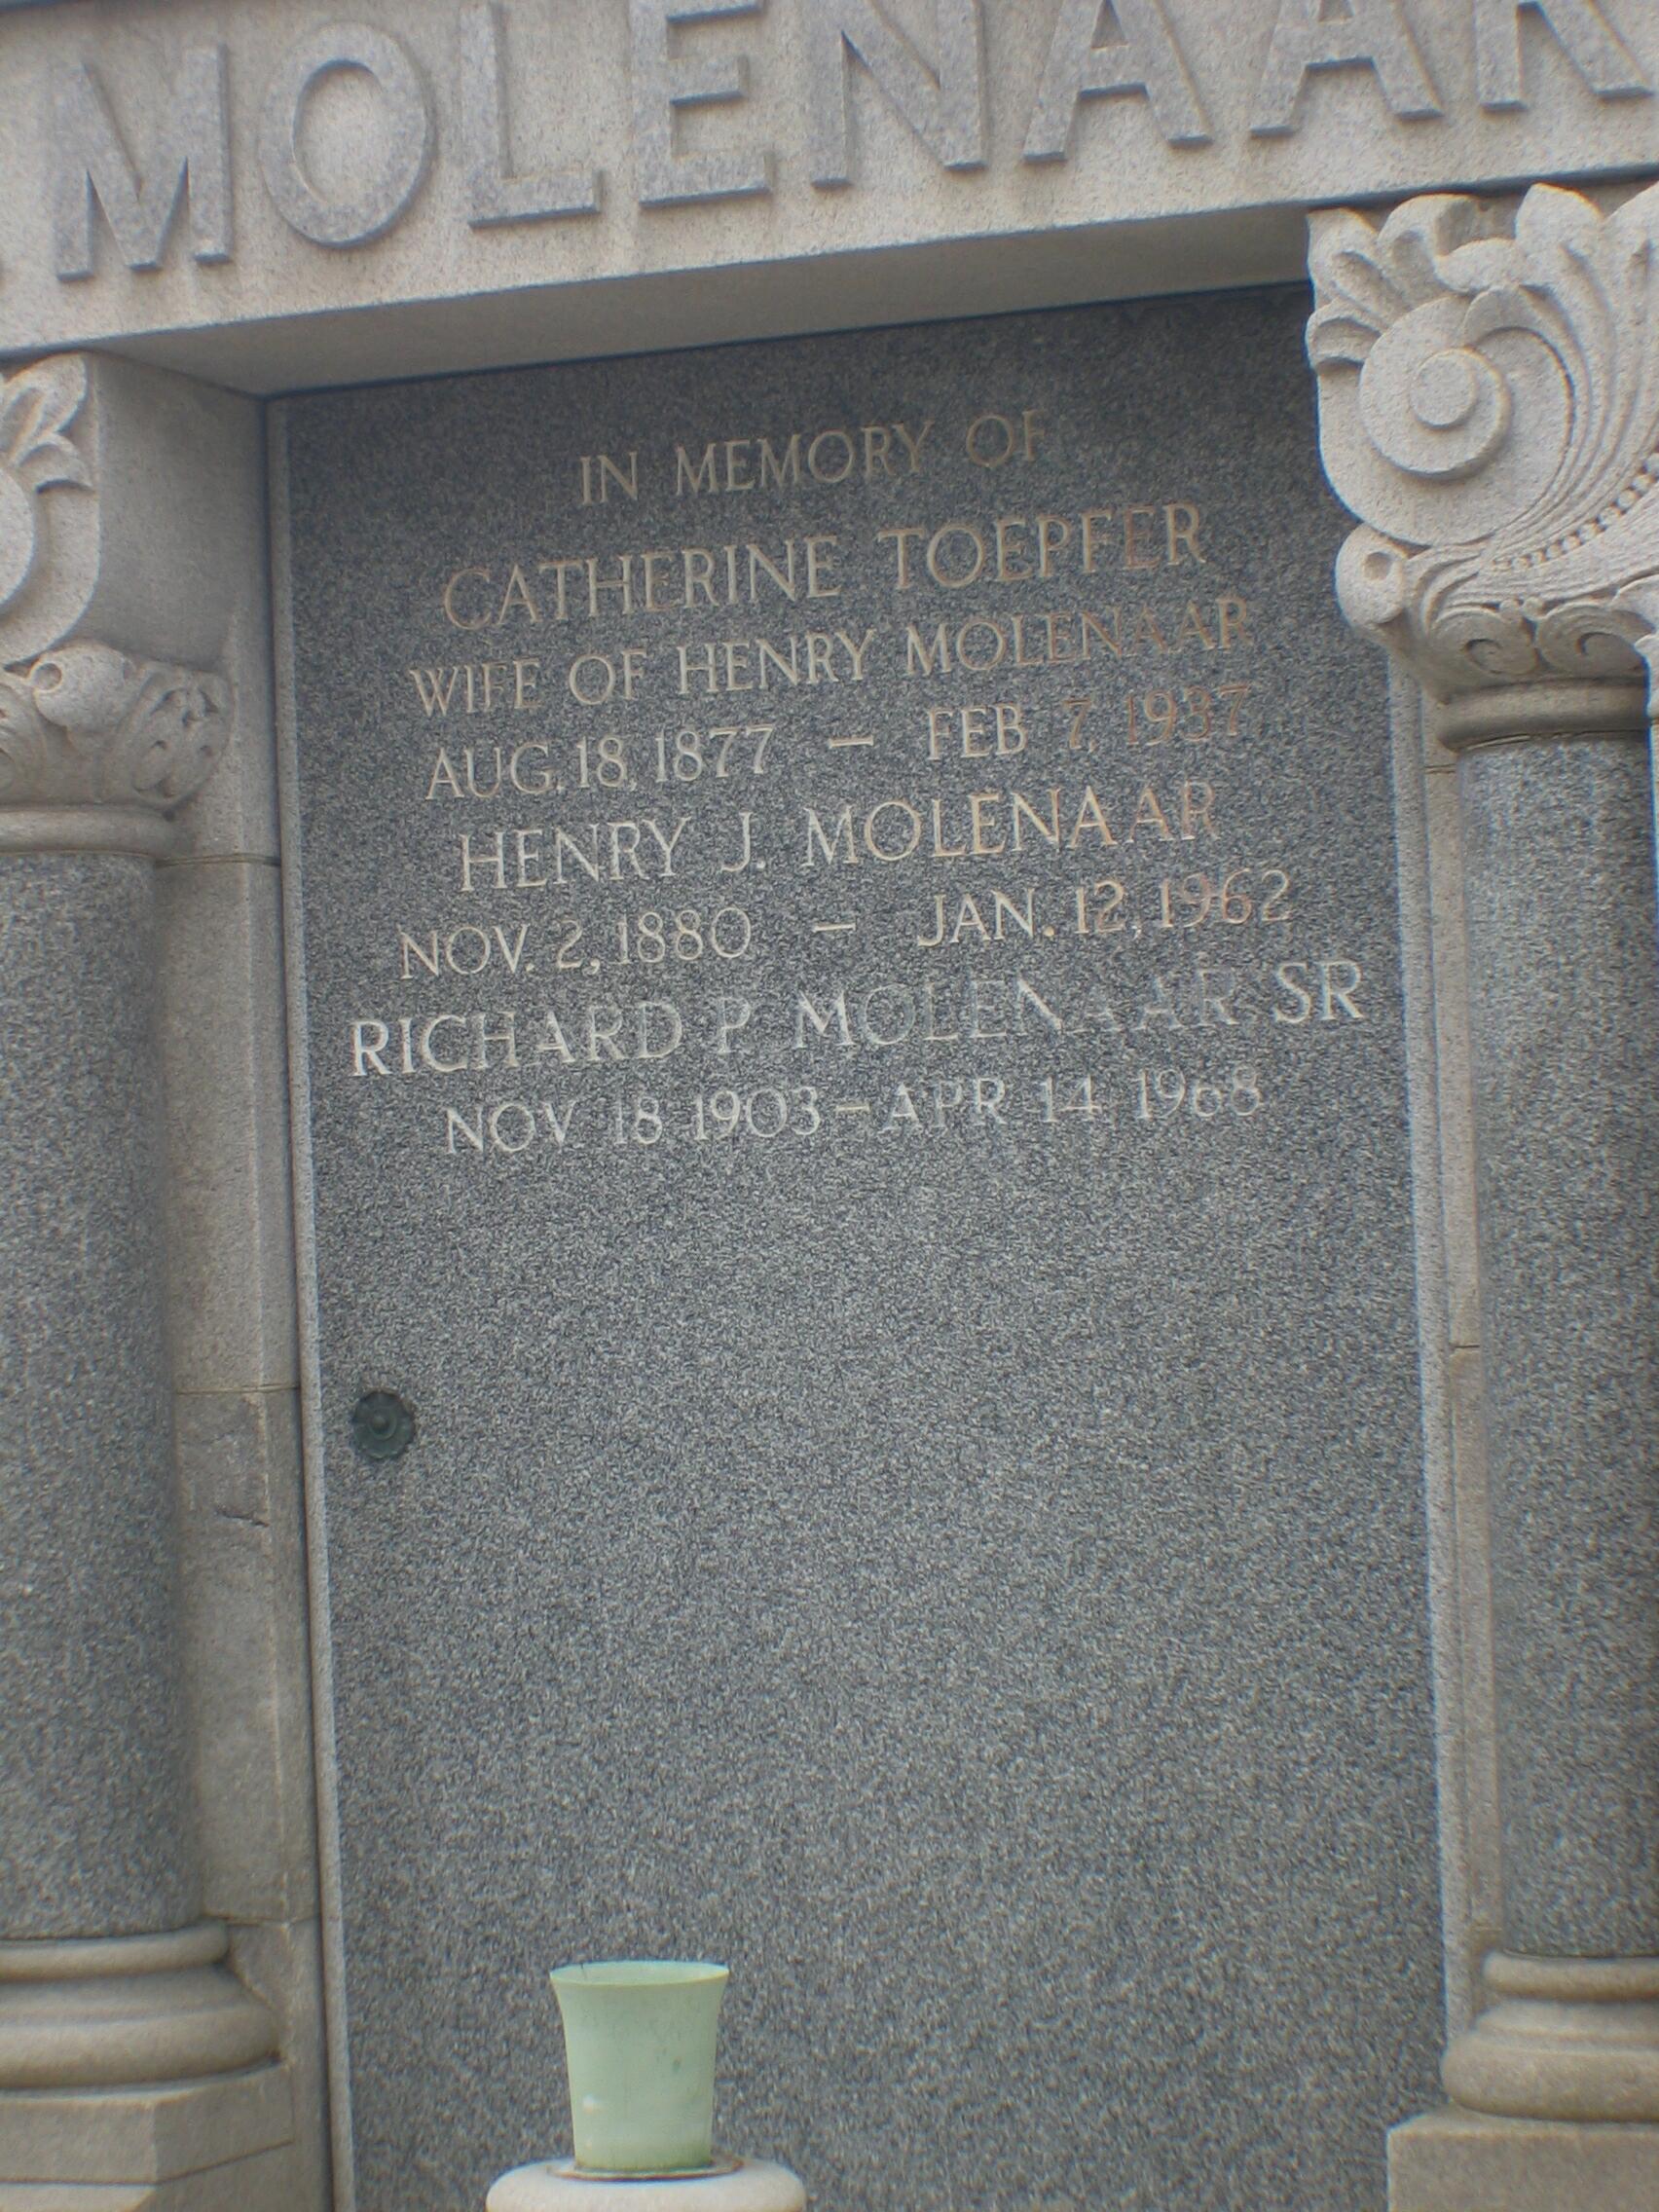 MOLENAAR
IN MEMORY OF
CATHERINE TOEPFER
WIFE OF HENRY MOLENAAR
AUG. 18, 1877 — FEB 7, 1937
HENRY J. MOLENAAR
NOV. 2, 1880 — JAN. 12, 1962
RICHARD P. MOLENAAR SR
NOV 18 1903 — APR 14 1968